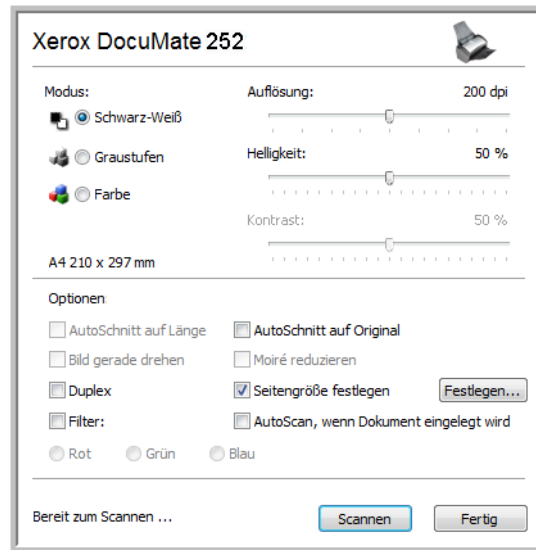 Xerox DocuMate 252
Modus:
Schwarz-Weiß
Graustufen
Farbe
A4 210 x 297 mm
Auflösung: 200 dpi
Helligkeit: 50 %
Kontrast: 50 %
Optionen
AutoSchnitt auf Länge AutoSchnitt auf Original
Bild gerade drehen Moiré reduzieren
Duplex Seitengröße festlegen Festlegen...
Filter: AutoScan, wenn Dokument eingelegt wird
Rot Grün Blau
Bereit zum Scannen ... Scannen Fertig